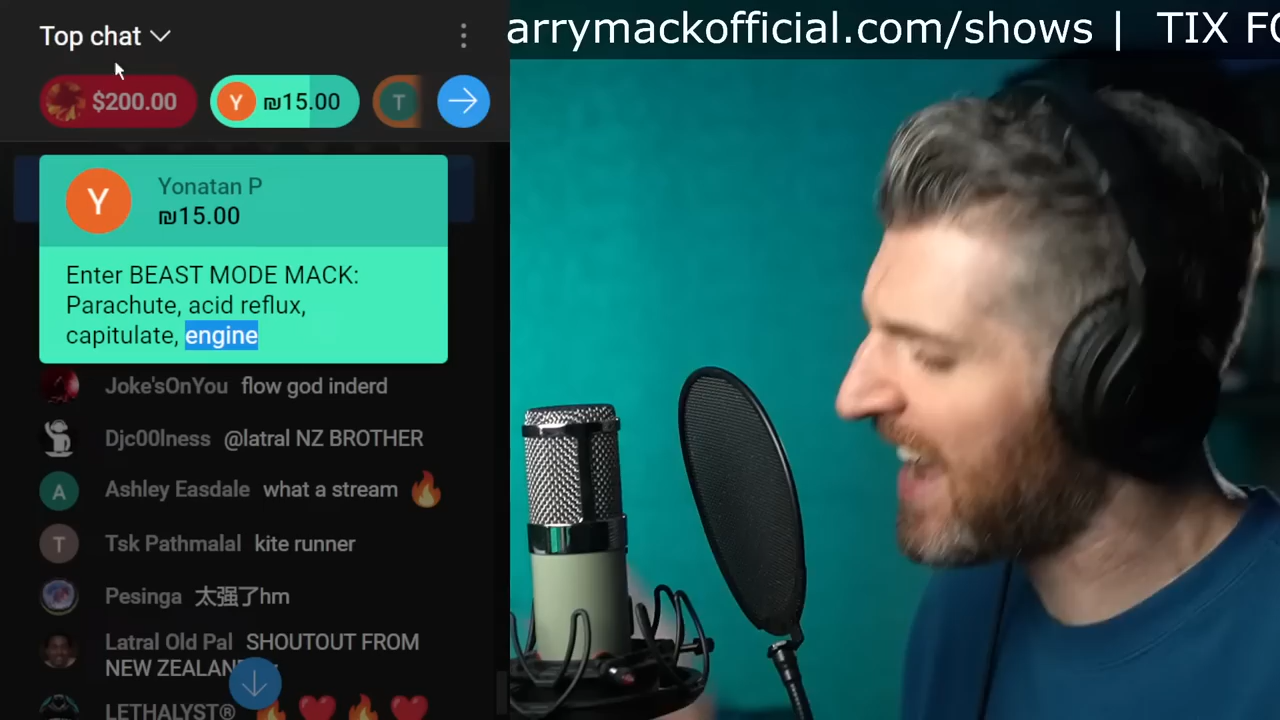 arrymackofficial.com/shows | TIX FO
Top chat
$200.00
Y ₪15.00
T
Y
Yonatan P
₪15.00
Enter BEAST MODE MACK:
Parachute, acid reflux,
capitulate, engine
Joke'sOnYou flow god inderd
Djc00lness @latral NZ BROTHER
A Ashley Easdale what a stream 🔥
T Tsk Pathmalal kite runner
Pesinga 太强了hm
Latral Old Pal SHOUTOUT FROM
NEW ZEALAN
LETHALYST® 🔥❤️🔥❤️